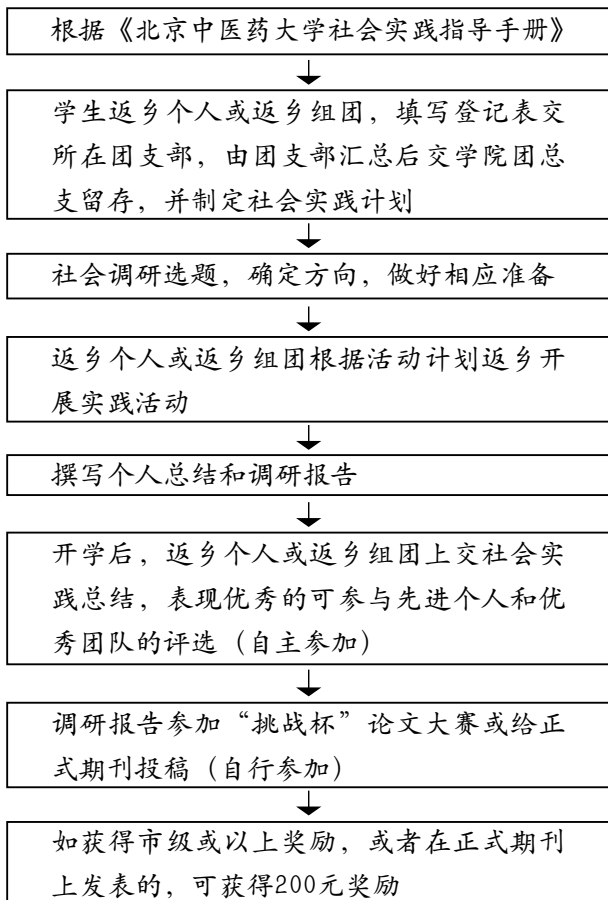 根据《北京中医药大学社会实践指导手册》
学生返乡个人或返乡组团，填写登记表交
所在团支部，由团支部汇总后交学院团总
支留存，并制定社会实践计划
社会调研选题，确定方向，做好相应准备
返乡个人或返乡组团根据活动计划返乡开
展实践活动
撰写个人总结和调研报告
开学后，返乡个人或返乡组团上交社会实
践总结，表现优秀的可参与先进个人和优
秀团队的评选（自主参加）
调研报告参加“挑战杯”论文大赛或给正
式期刊投稿（自行参加）
如获得市级或以上奖励，或者在正式期刊
上发表的，可获得200元奖励